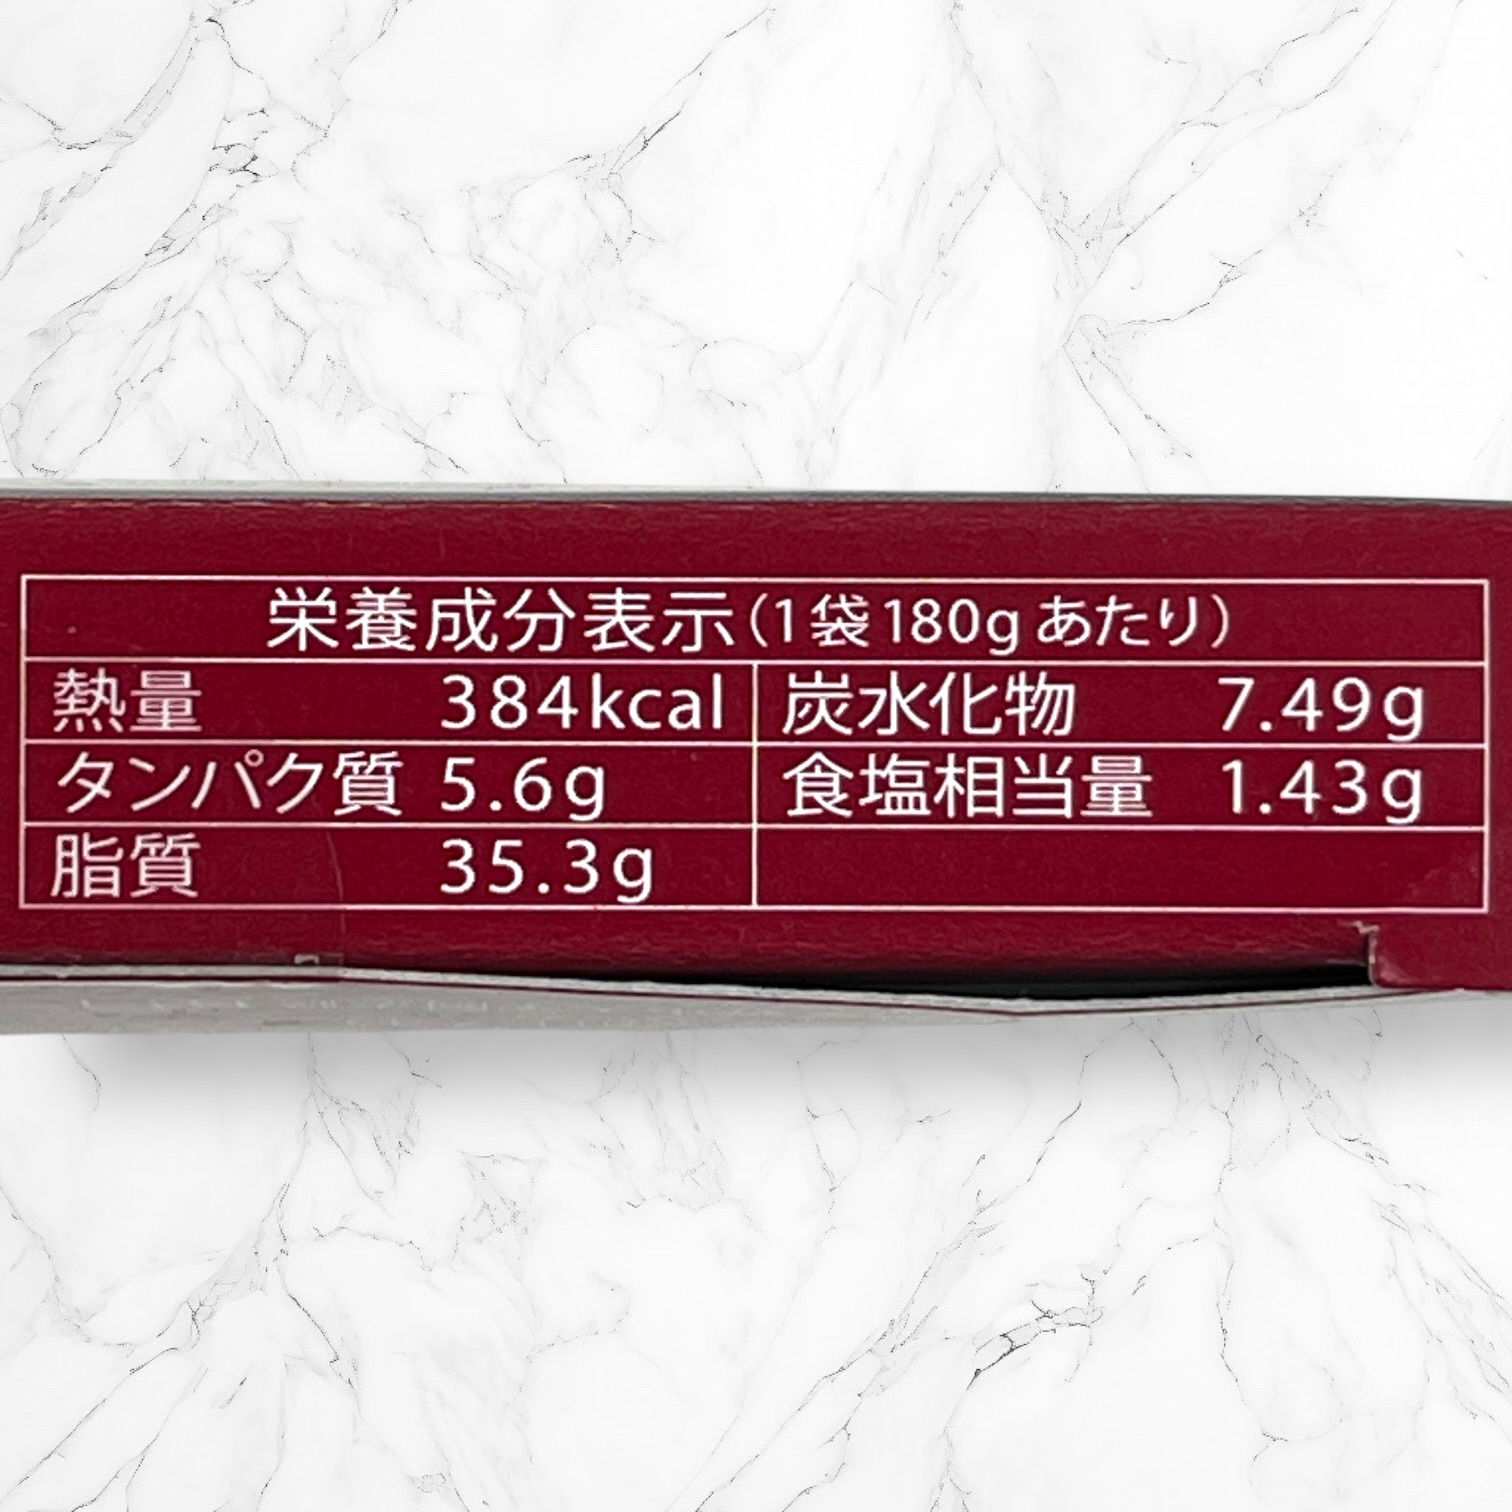 栄養成分表示(1袋180gあたり)
熱量 384kcal 炭水化物 7.49g
タンパク質 5.6g 食塩相当量 1.43g
脂質 35.3g